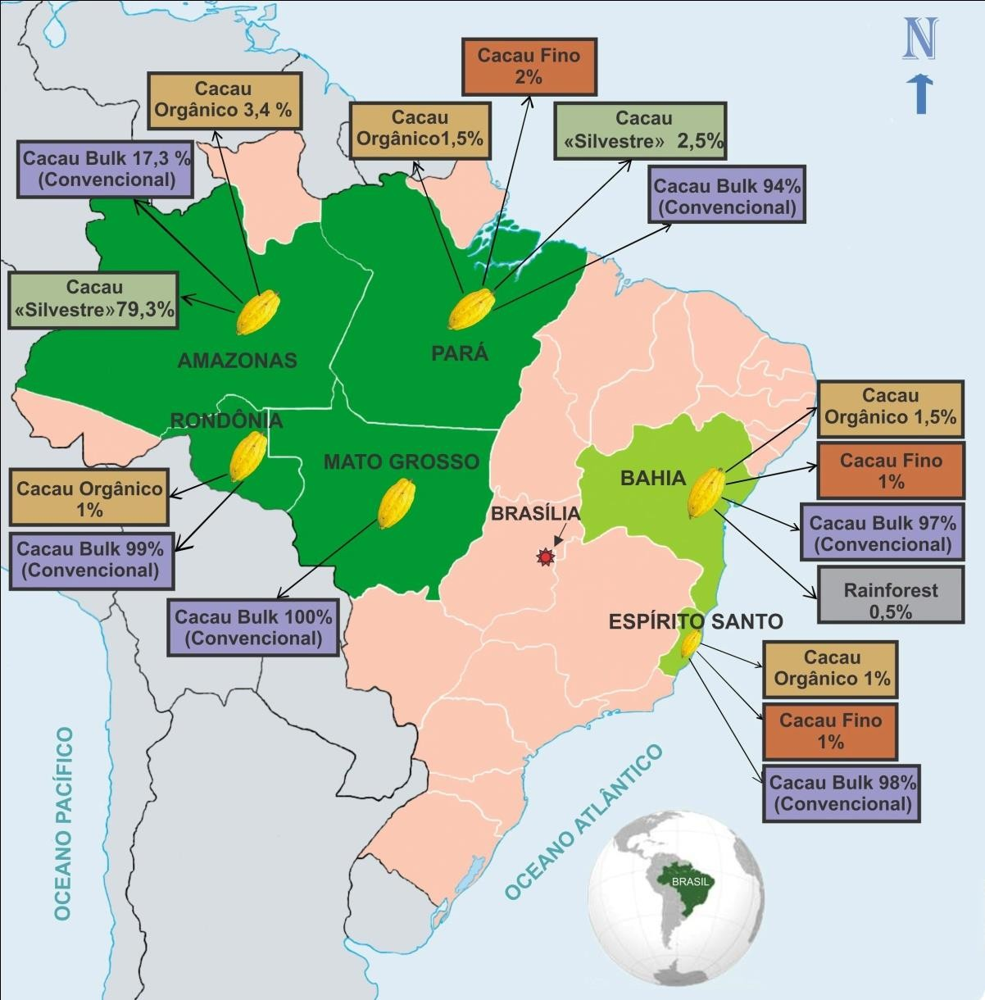 N
Cacau Fino
2%
Cacau
Orgânico 3,4 %
Cacau
Orgânico1,5%
Cacau
«Silvestre» 2,5%
Cacau Bulk 17,3 %
(Convencional)
Cacau Bulk 94%
(Convencional)
Cacau
«Silvestre»79,3%
AMAZONAS
PARÁ
RONDÔNIA
MATO GROSSO
BAHIA
BRASÍLIA
Cacau
Orgânico 1,5%
Cacau Fino
1%
Cacau Bulk 97%
(Convencional)
Rainforest
0,5%
Cacau Orgânico
1%
Cacau Bulk 99%
(Convencional)
Cacau Bulk 100%
(Convencional)
ESPÍRITO SANTO
Cacau
Orgânico 1%
Cacau Fino
1%
Cacau Bulk 98%
(Convencional)
OCEANO PACÍFICO
OCEANO ATLÂNTICO
BRASIL